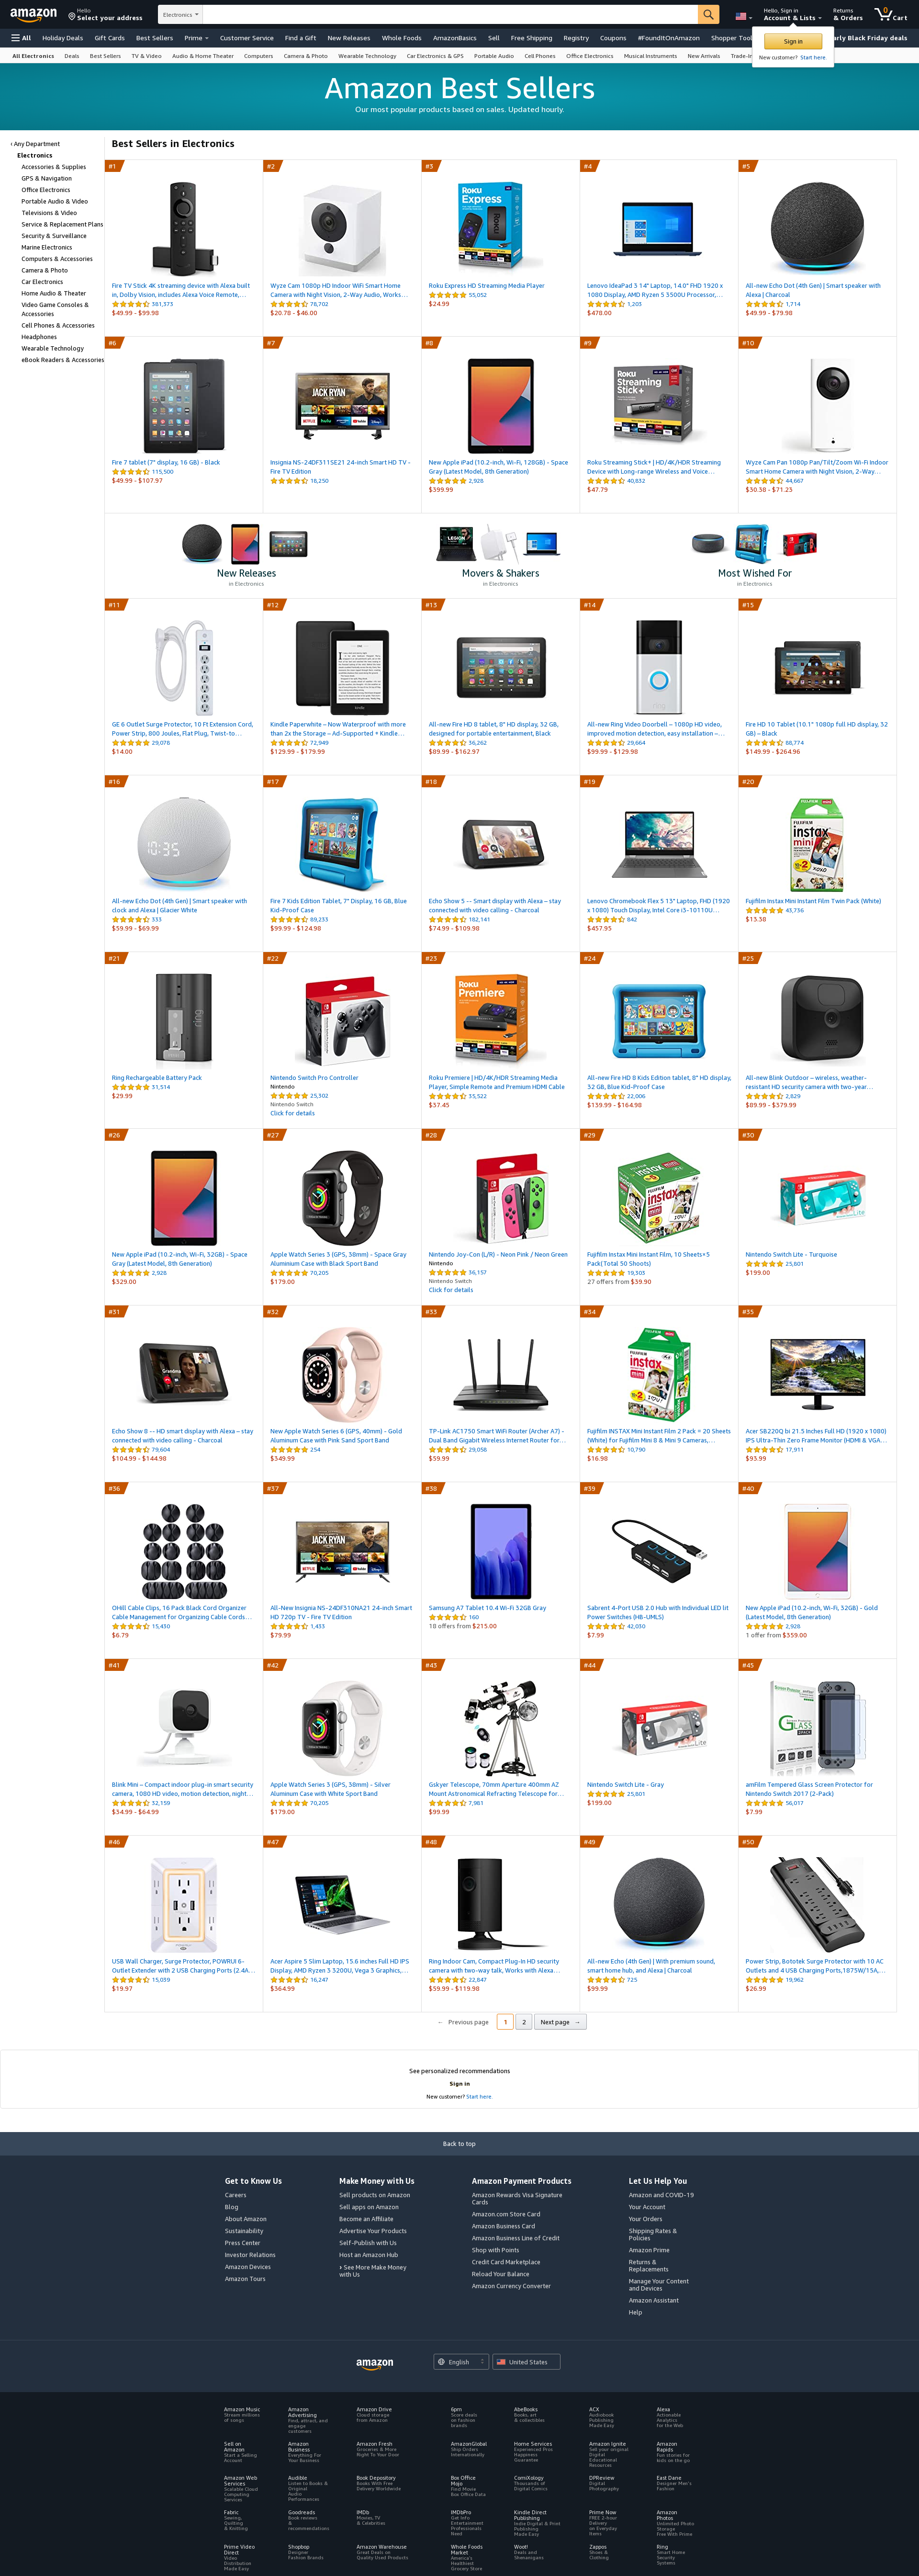 amazon
Hello
Select your address
Electronics
Hello, Sign in
Account & Lists
Returns
& Orders
0
Cart
All
Holiday Deals
Gift Cards
Best Sellers
Prime
Customer Service
Find a Gift
New Releases
Whole Foods
AmazonBasics
Sell
Free Shipping
Registry
Coupons
#FoundItOnAmazon
Sign in
New customer? Start here.
All Electronics
Deals
Best Sellers
TV & Video
Audio & Home Theater
Computers
Camera & Photo
Wearable Technology
Car Electronics & GPS
Portable Audio
Cell Phones
Office Electronics
Musical Instruments
New Arrivals
Amazon Best Sellers
Our most popular products based on sales. Updated hourly.
‹ Any Department
Electronics
Accessories & Supplies
GPS & Navigation
Office Electronics
Portable Audio & Video
Televisions & Video
Service & Replacement Plans
Security & Surveillance
Marine Electronics
Computers & Accessories
Camera & Photo
Car Electronics
Home Audio & Theater
Video Game Consoles &
Accessories
Cell Phones & Accessories
Headphones
Wearable Technology
eBook Readers & Accessories
Best Sellers in Electronics
#1
Fire TV Stick 4K streaming device with Alexa built
in, Dolby Vision, includes Alexa Voice Remote,…
381,373
$49.99 - $99.98
#2
Wyze Cam 1080p HD Indoor WiFi Smart Home
Camera with Night Vision, 2-Way Audio, Works…
78,702
$20.78 - $46.00
#3
Roku Express HD Streaming Media Player
55,052
$24.99
#4
Lenovo IdeaPad 3 14" Laptop, 14.0" FHD 1920 x
1080 Display, AMD Ryzen 5 3500U Processor,…
1,203
$478.00
#5
All-new Echo Dot (4th Gen) | Smart speaker with
Alexa | Charcoal
1,714
$49.99 - $79.98
#6
Fire 7 tablet (7" display, 16 GB) - Black
115,500
$49.99 - $107.97
#7
Insignia NS-24DF311SE21 24-inch Smart HD TV -
Fire TV Edition
18,250
#8
New Apple iPad (10.2-inch, Wi-Fi, 128GB) - Space
Gray (Latest Model, 8th Generation)
2,928
$399.99
#9
Roku Streaming Stick+ | HD/4K/HDR Streaming
Device with Long-range Wireless and Voice…
40,832
$47.79
#10
Wyze Cam Pan 1080p Pan/Tilt/Zoom Wi-Fi Indoor
Smart Home Camera with Night Vision, 2-Way…
44,667
$30.38 - $71.23
New Releases
in Electronics
Movers & Shakers
in Electronics
Most Wished For
in Electronics
#11
GE 6 Outlet Surge Protector, 10 Ft Extension Cord,
Power Strip, 800 Joules, Flat Plug, Twist-to…
29,078
$14.00
#12
Kindle Paperwhite – Now Waterproof with more
than 2x the Storage – Ad-Supported + Kindle…
72,949
$129.99 - $179.99
#13
All-new Fire HD 8 tablet, 8" HD display, 32 GB,
designed for portable entertainment, Black
36,262
$89.99 - $162.97
#14
All-new Ring Video Doorbell – 1080p HD video,
improved motion detection, easy installation –…
29,664
$99.99 - $129.98
#15
Fire HD 10 Tablet (10.1" 1080p full HD display, 32
GB) – Black
88,774
$149.99 - $264.96
#16
All-new Echo Dot (4th Gen) | Smart speaker with
clock and Alexa | Glacier White
333
$59.99 - $69.99
#17
Fire 7 Kids Edition Tablet, 7" Display, 16 GB, Blue
Kid-Proof Case
89,233
$99.99 - $124.98
#18
Echo Show 5 -- Smart display with Alexa – stay
connected with video calling - Charcoal
182,141
$74.99 - $109.98
#19
Lenovo Chromebook Flex 5 13" Laptop, FHD (1920
x 1080) Touch Display, Intel Core i3-10110U…
842
$457.95
#20
Fujifilm Instax Mini Instant Film Twin Pack (White)
43,736
$13.38
#21
Ring Rechargeable Battery Pack
31,514
$29.99
#22
Nintendo Switch Pro Controller
Nintendo
25,302
Nintendo Switch
Click for details
#23
Roku Premiere | HD/4K/HDR Streaming Media
Player, Simple Remote and Premium HDMI Cable
35,522
$37.45
#24
All-new Fire HD 8 Kids Edition tablet, 8" HD display,
32 GB, Blue Kid-Proof Case
22,006
$139.99 - $164.98
#25
All-new Blink Outdoor – wireless, weather-
resistant HD security camera with two-year…
2,829
$89.99 - $379.99
#26
New Apple iPad (10.2-inch, Wi-Fi, 32GB) - Space
Gray (Latest Model, 8th Generation)
2,928
$329.00
#27
Apple Watch Series 3 (GPS, 38mm) - Space Gray
Aluminium Case with Black Sport Band
70,205
$179.00
#28
Nintendo Joy-Con (L/R) - Neon Pink / Neon Green
Nintendo
36,157
Nintendo Switch
Click for details
#29
Fujifilm Instax Mini Instant Film, 10 Sheets×5
Pack(Total 50 Shoots)
19,303
27 offers from $39.90
#30
Nintendo Switch Lite - Turquoise
25,801
$199.00
#31
Echo Show 8 -- HD smart display with Alexa – stay
connected with video calling - Charcoal
79,604
$104.99 - $144.98
#32
New Apple Watch Series 6 (GPS, 40mm) - Gold
Aluminum Case with Pink Sand Sport Band
254
$349.99
#33
TP-Link AC1750 Smart WiFi Router (Archer A7) -
Dual Band Gigabit Wireless Internet Router for…
29,058
$59.99
#34
Fujifilm INSTAX Mini Instant Film 2 Pack = 20 Sheets
(White) for Fujifilm Mini 8 & Mini 9 Cameras,…
10,790
$16.98
#35
Acer SB220Q bi 21.5 Inches Full HD (1920 x 1080)
IPS Ultra-Thin Zero Frame Monitor (HDMI & VGA…
17,911
$93.99
#36
OHill Cable Clips, 16 Pack Black Cord Organizer
Cable Management for Organizing Cable Cords…
15,430
$6.79
#37
All-New Insignia NS-24DF310NA21 24-inch Smart
HD 720p TV - Fire TV Edition
1,433
$79.99
#38
Samsung A7 Tablet 10.4 Wi-Fi 32GB Gray
160
18 offers from $215.00
#39
Sabrent 4-Port USB 2.0 Hub with Individual LED lit
Power Switches (HB-UMLS)
42,030
$7.99
#40
New Apple iPad (10.2-inch, Wi-Fi, 32GB) - Gold
(Latest Model, 8th Generation)
2,928
1 offer from $359.00
#41
Blink Mini – Compact indoor plug-in smart security
camera, 1080 HD video, motion detection, night…
32,159
$34.99 - $64.99
#42
Apple Watch Series 3 (GPS, 38mm) - Silver
Aluminum Case with White Sport Band
70,205
$179.00
#43
Gskyer Telescope, 70mm Aperture 400mm AZ
Mount Astronomical Refracting Telescope for…
7,981
$99.99
#44
Nintendo Switch Lite - Gray
25,801
$199.00
#45
amFilm Tempered Glass Screen Protector for
Nintendo Switch 2017 (2-Pack)
56,017
$7.99
#46
USB Wall Charger, Surge Protector, POWRUI 6-
Outlet Extender with 2 USB Charging Ports (2.4A…
15,039
$19.97
#47
Acer Aspire 5 Slim Laptop, 15.6 inches Full HD IPS
Display, AMD Ryzen 3 3200U, Vega 3 Graphics,…
16,247
$364.99
#48
Ring Indoor Cam, Compact Plug-In HD security
camera with two-way talk, Works with Alexa…
22,847
$59.99 - $119.98
#49
All-new Echo (4th Gen) | With premium sound,
smart home hub, and Alexa | Charcoal
725
$99.99
#50
Power Strip, Bototek Surge Protector with 10 AC
Outlets and 4 USB Charging Ports,1875W/15A,…
19,962
$26.99
← Previous page
1
2
Next page →
See personalized recommendations
Sign in
New customer? Start here.
Back to top
Get to Know Us
Careers
Blog
About Amazon
Sustainability
Press Center
Investor Relations
Amazon Devices
Amazon Tours
Make Money with Us
Sell products on Amazon
Sell apps on Amazon
Become an Affiliate
Advertise Your Products
Self-Publish with Us
Host an Amazon Hub
› See More Make Money
with Us
Amazon Payment Products
Amazon Rewards Visa Signature
Cards
Amazon.com Store Card
Amazon Business Card
Amazon Business Line of Credit
Shop with Points
Credit Card Marketplace
Reload Your Balance
Amazon Currency Converter
Let Us Help You
Amazon and COVID-19
Your Account
Your Orders
Shipping Rates &
Policies
Amazon Prime
Returns &
Replacements
Manage Your Content
and Devices
Amazon Assistant
Help
amazon
English
United States
Amazon Music
Stream millions
of songs
Amazon
Advertising
Find, attract, and
engage
customers
Amazon Drive
Cloud storage
from Amazon
6pm
Score deals
on fashion
brands
AbeBooks
Books, art
& collectibles
ACX
Audiobook
Publishing
Made Easy
Alexa
Actionable
Analytics
for the Web
Sell on
Amazon
Start a Selling
Account
Amazon
Business
Everything For
Your Business
Amazon Fresh
Groceries & More
Right To Your Door
AmazonGlobal
Ship Orders
Internationally
Home Services
Experienced Pros
Happiness
Guarantee
Amazon Ignite
Sell your original
Digital
Educational
Resources
Amazon
Rapids
Fun stories for
kids on the go
Amazon Web
Services
Scalable Cloud
Computing
Services
Audible
Listen to Books &
Original
Audio
Performances
Book Depository
Books With Free
Delivery Worldwide
Box Office
Mojo
Find Movie
Box Office Data
ComiXology
Thousands of
Digital Comics
DPReview
Digital
Photography
East Dane
Designer Men's
Fashion
Fabric
Sewing,
Quilting
& Knitting
Goodreads
Book reviews
&
recommendations
IMDb
Movies, TV
& Celebrities
IMDbPro
Get Info
Entertainment
Professionals
Need
Kindle Direct
Publishing
Indie Digital & Print
Publishing
Made Easy
Prime Now
FREE 2-hour
Delivery
on Everyday
Items
Amazon
Photos
Unlimited Photo
Storage
Free With Prime
Prime Video
Direct
Video
Distribution
Made Easy
Shopbop
Designer
Fashion Brands
Amazon Warehouse
Great Deals on
Quality Used Products
Whole Foods
Market
America's
Healthiest
Grocery Store
Woot!
Deals and
Shenanigans
Zappos
Shoes &
Clothing
Ring
Smart Home
Security
Systems